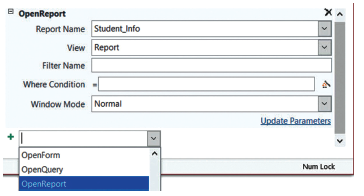 OpenReport
Report Name Student_Info
View Report
Filter Name
Where Condition =
Window Mode Normal
Update Parameters
OpenForm
OpenQuery
OpenReport
Num Lock